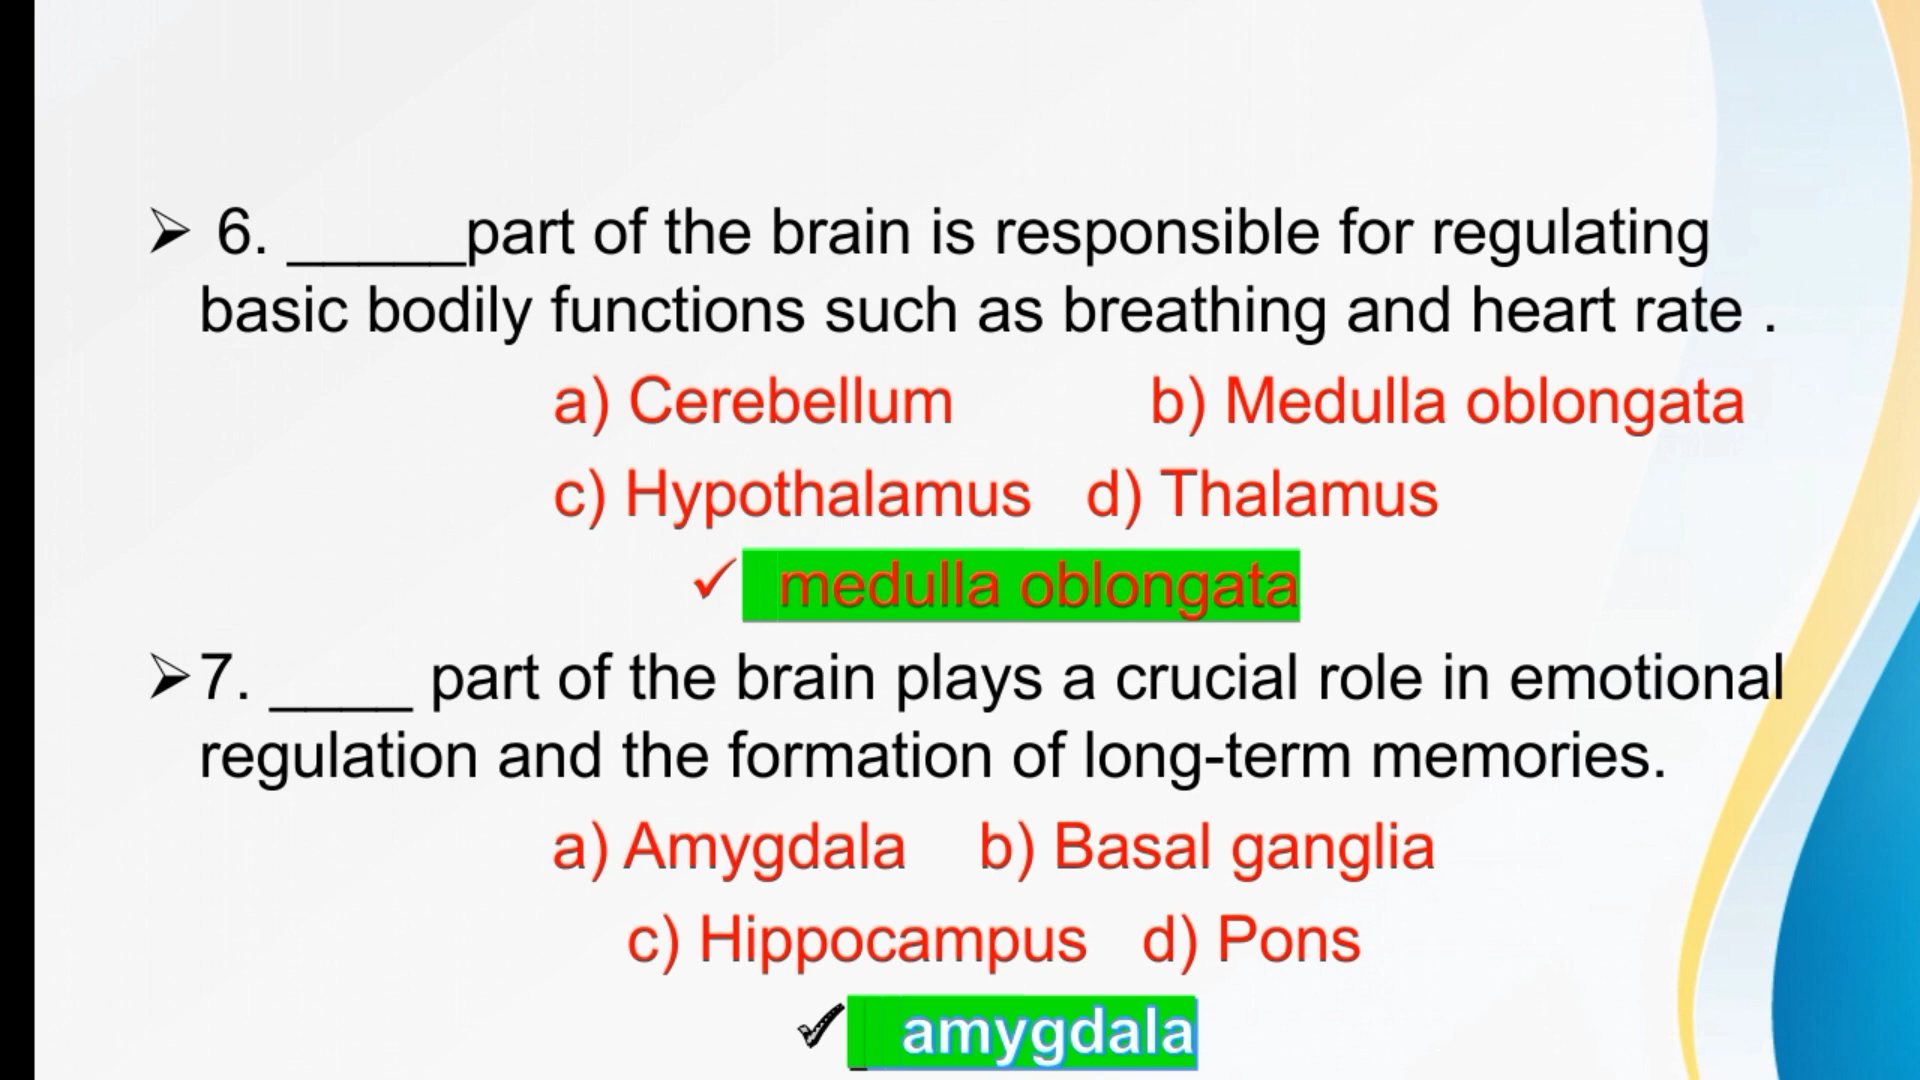 ➢ 6. _____part of the brain is responsible for regulating
basic bodily functions such as breathing and heart rate .
a) Cerebellum b) Medulla oblongata
c) Hypothalamus d) Thalamus
✓ medulla oblongata
➢7. ____ part of the brain plays a crucial role in emotional
regulation and the formation of long-term memories.
a) Amygdala b) Basal ganglia
c) Hippocampus d) Pons
✓ amygdala